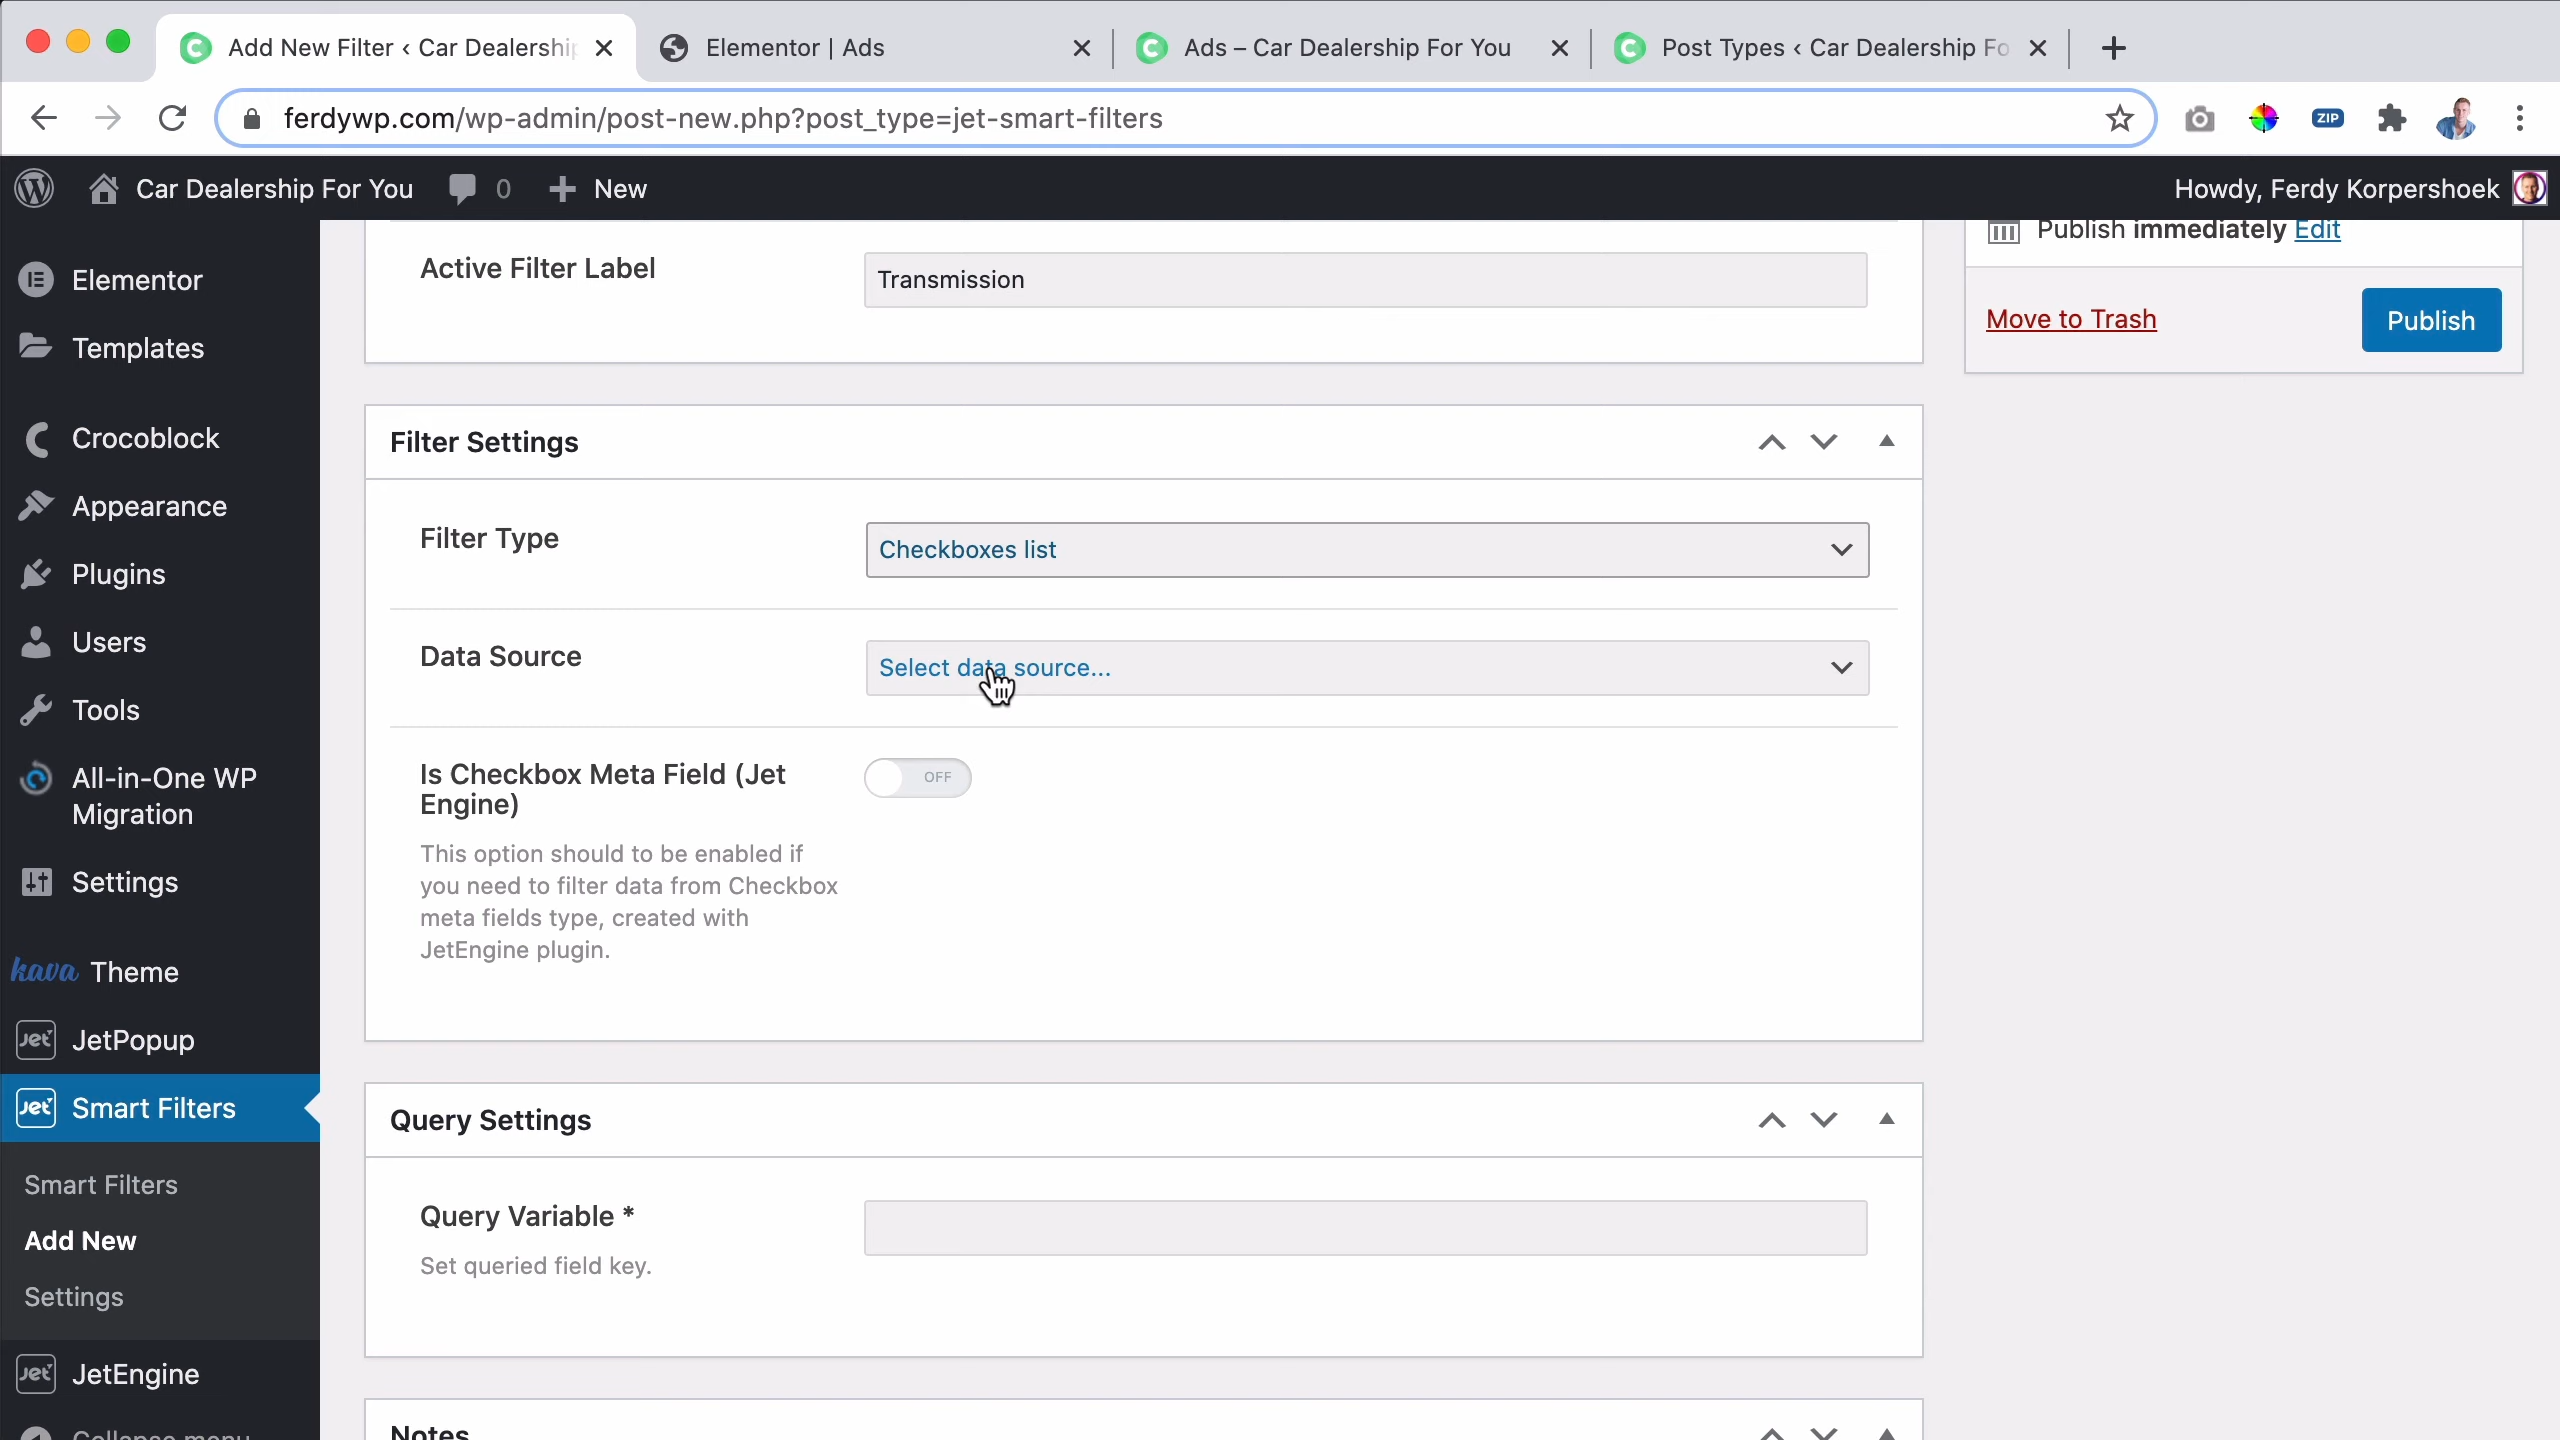 Add New Filter ‹ Car Dealership
Elementor | Ads
Ads – Car Dealership For You
Post Types ‹ Car Dealership Fo
ferdywp.com/wp-admin/post-new.php?post_type=jet-smart-filters
ZIP
Car Dealership For You
0
New
Howdy, Ferdy Korpershoek
Elementor
Templates
Crocoblock
Appearance
Plugins
Users
Tools
All-in-One WP
Migration
Settings
kava Theme
Jet JetPopup
Jet Smart Filters
Smart Filters
Add New
Settings
Jet JetEngine
Collapse menu
Active Filter Label
Transmission
Publish immediately Edit
Move to Trash
Publish
Filter Settings
Filter Type
Checkboxes list
Data Source
Select data source...
Is Checkbox Meta Field (Jet
Engine)
OFF
This option should to be enabled if
you need to filter data from Checkbox
meta fields type, created with
JetEngine plugin.
Query Settings
Query Variable *
Set queried field key.
Notes